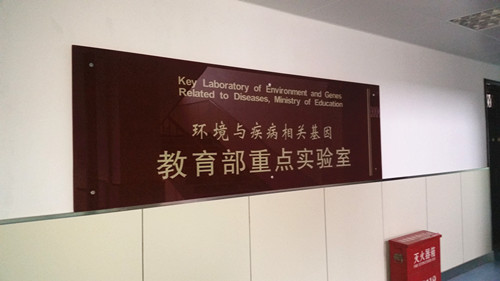 Key Laboratory of Environment and Genes
Related to Diseases, Ministry of Education
环境与疾病相关基因
教育部重点实验室
灭火器箱